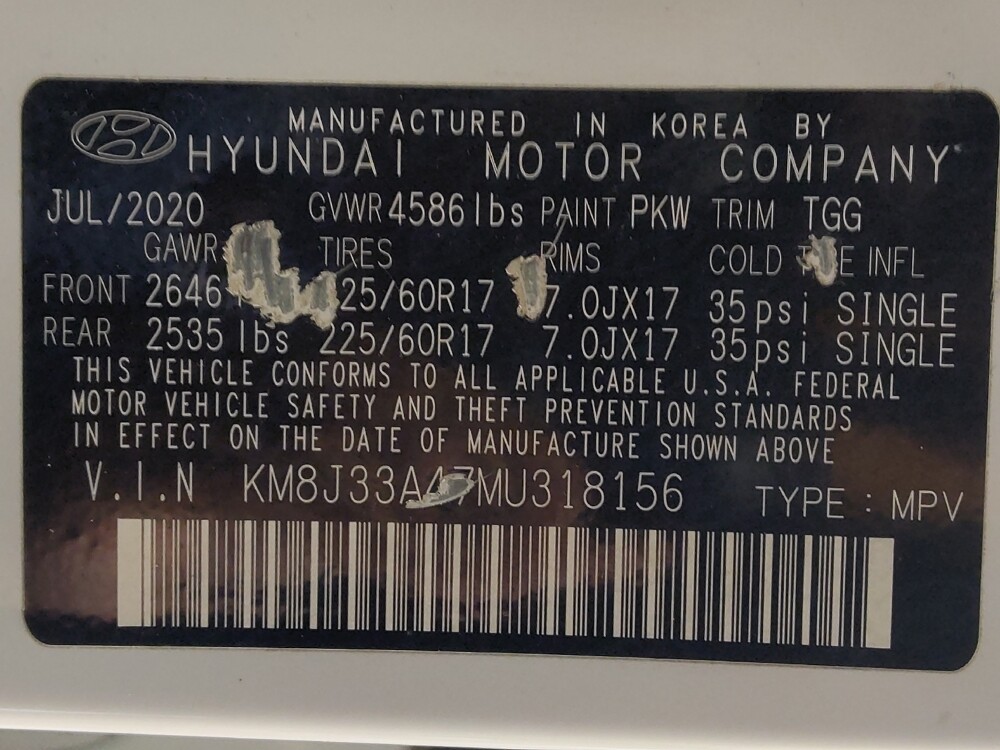 MANUFACTURED IN KOREA BY
HYUNDAI MOTOR COMPANY
JUL/2020 GVWR 4586 lbs PAINT PKW TRIM TGG
GAWR TIRES RIMS COLD INFL
FRONT 2646 25/60R17 7.0JX17 35psi SINGLE
REAR 2535 lbs 225/60R17 7.0JX17 35psi SINGLE
THIS VEHICLE CONFORMS TO ALL APPLICABLE U.S.A. FEDERAL
MOTOR VEHICLE SAFETY AND THEFT PREVENTION STANDARDS
IN EFFECT ON THE DATE OF MANUFACTURE SHOWN ABOVE
V.I.N KM8J33A47MU318156 TYPE : MPV